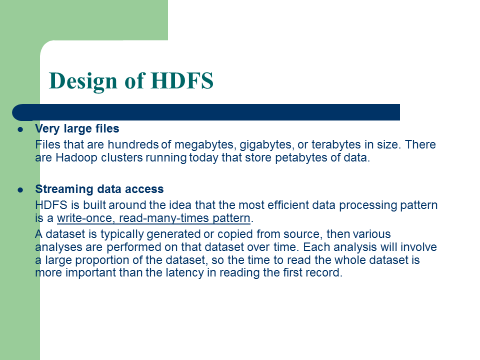 Design of HDFS
Very large files
Files that are hundreds of megabytes, gigabytes, or terabytes in size. There
are Hadoop clusters running today that store petabytes of data.
Streaming data access
HDFS is built around the idea that the most efficient data processing pattern
is a write-once, read-many-times pattern.
A dataset is typically generated or copied from source, then various
analyses are performed on that dataset over time. Each analysis will involve
a large proportion of the dataset, so the time to read the whole dataset is
more important than the latency in reading the first record.